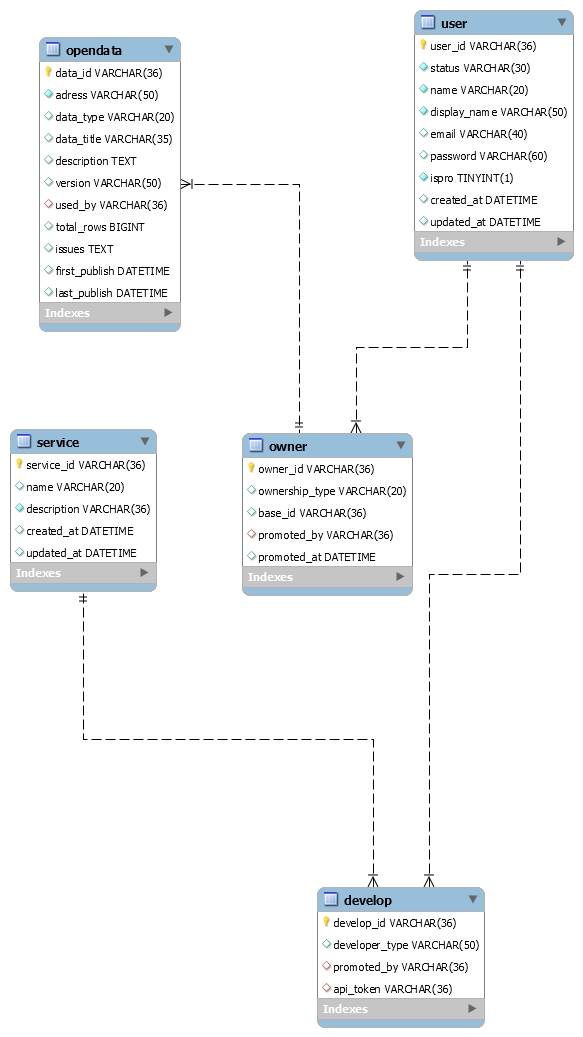 user
user_id VARCHAR(36)
status VARCHAR(30)
name VARCHAR(20)
display_name VARCHAR(50)
email VARCHAR(40)
password VARCHAR(60)
ispro TINYINT(1)
created_at DATETIME
updated_at DATETIME
Indexes
opendata
data_id VARCHAR(36)
adress VARCHAR(50)
data_type VARCHAR(20)
data_title VARCHAR(35)
description TEXT
version VARCHAR(50)
used_by VARCHAR(36)
total_rows BIGINT
issues TEXT
first_publish DATETIME
last_publish DATETIME
Indexes
service
service_id VARCHAR(36)
name VARCHAR(20)
description VARCHAR(36)
created_at DATETIME
updated_at DATETIME
Indexes
owner
owner_id VARCHAR(36)
ownership_type VARCHAR(20)
base_id VARCHAR(36)
promoted_by VARCHAR(36)
promoted_at DATETIME
Indexes
develop
develop_id VARCHAR(36)
developer_type VARCHAR(50)
promoted_by VARCHAR(36)
api_token VARCHAR(36)
Indexes